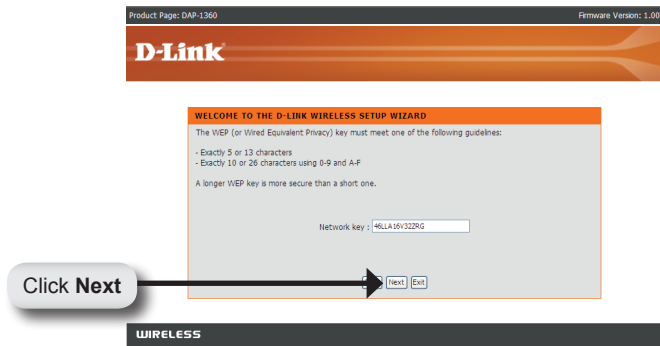 Product Page: DAP-1360 Firmware Version: 1.00
D-Link
WELCOME TO THE D-LINK WIRELESS SETUP WIZARD
The WEP (or Wired Equivalent Privacy) key must meet one of the following guidelnes:
- Exactly 5 or 13 characters
- Exactly 10 or 26 characters using 0-9 and A-F
A longer WEP key is more secure than a short one.
Network key : 46LLA16V32ZRG
Click Next
Next Exit
WIRELESS